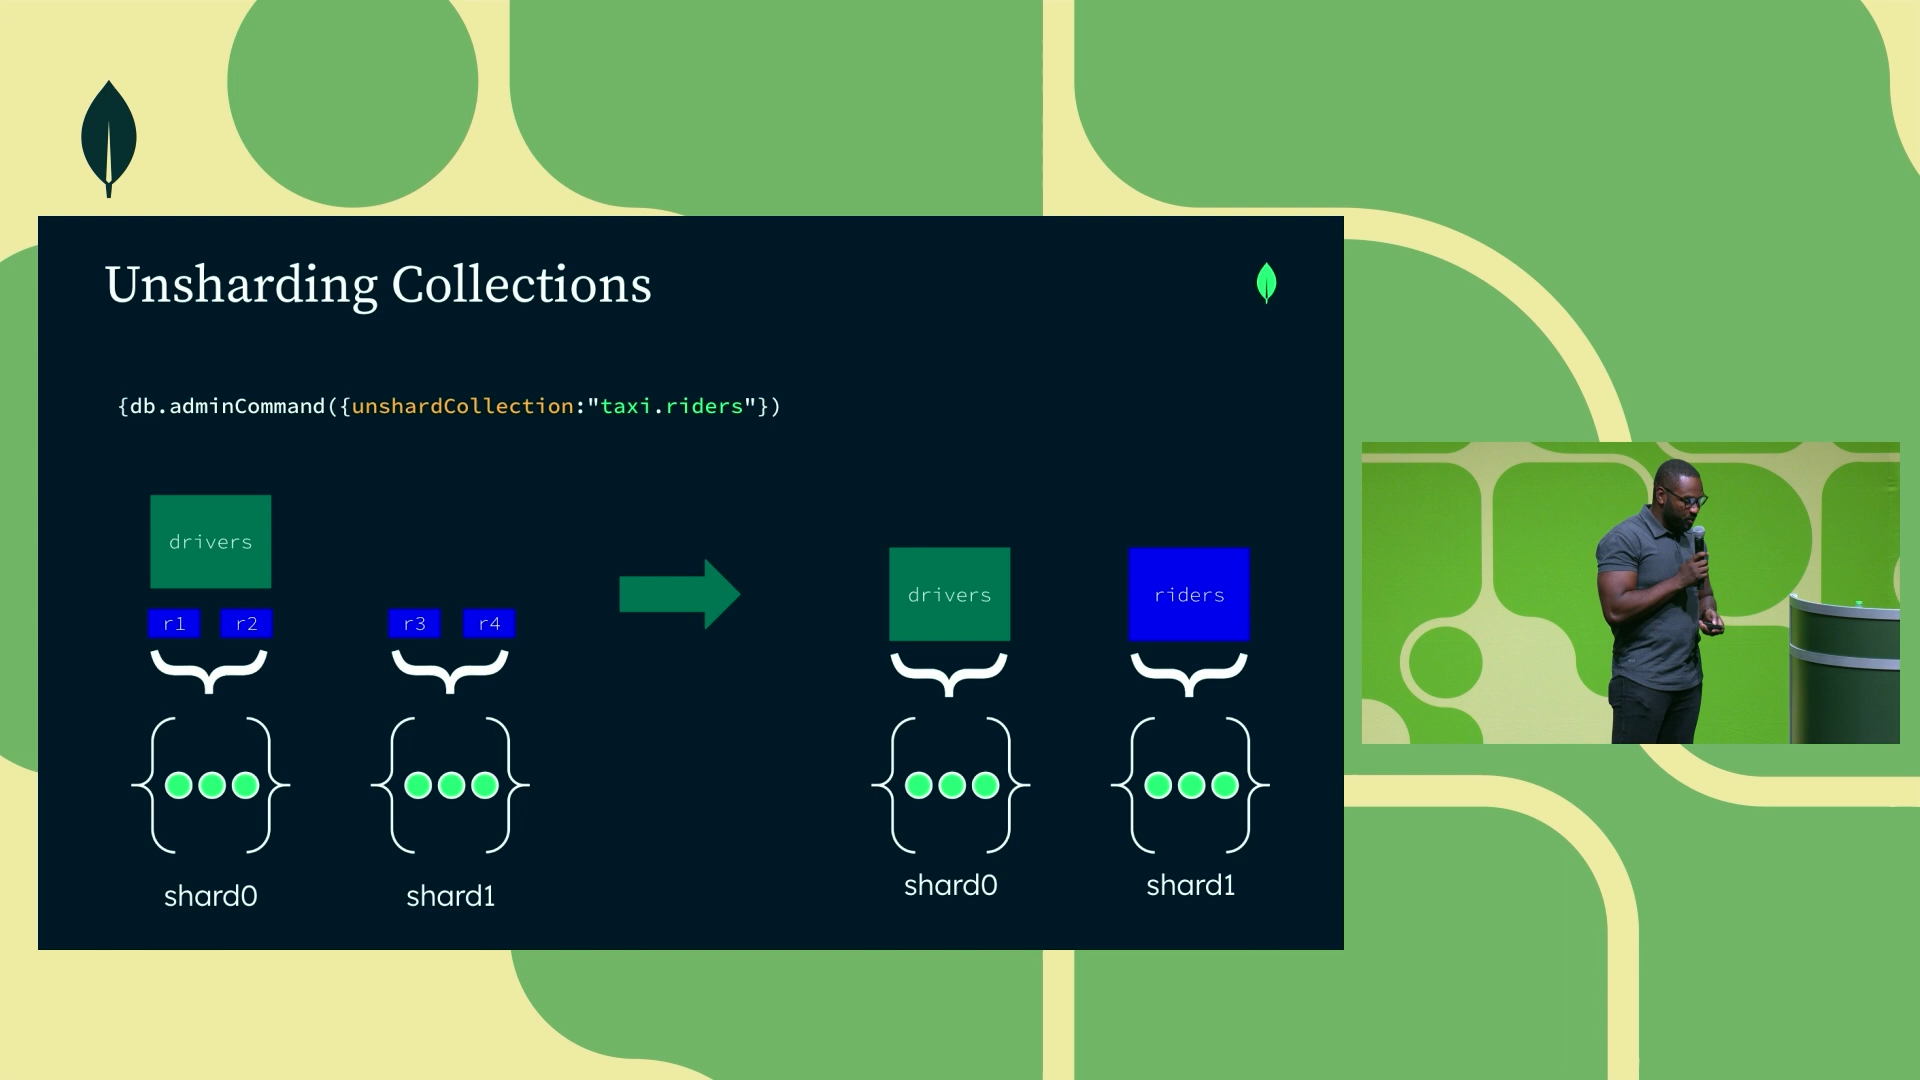 Unsharding Collections
{db.adminCommand({unshardCollection:"taxi.riders"})
drivers
r1 r2 r3 r4
drivers riders
shard0 shard1
shard0 shard1